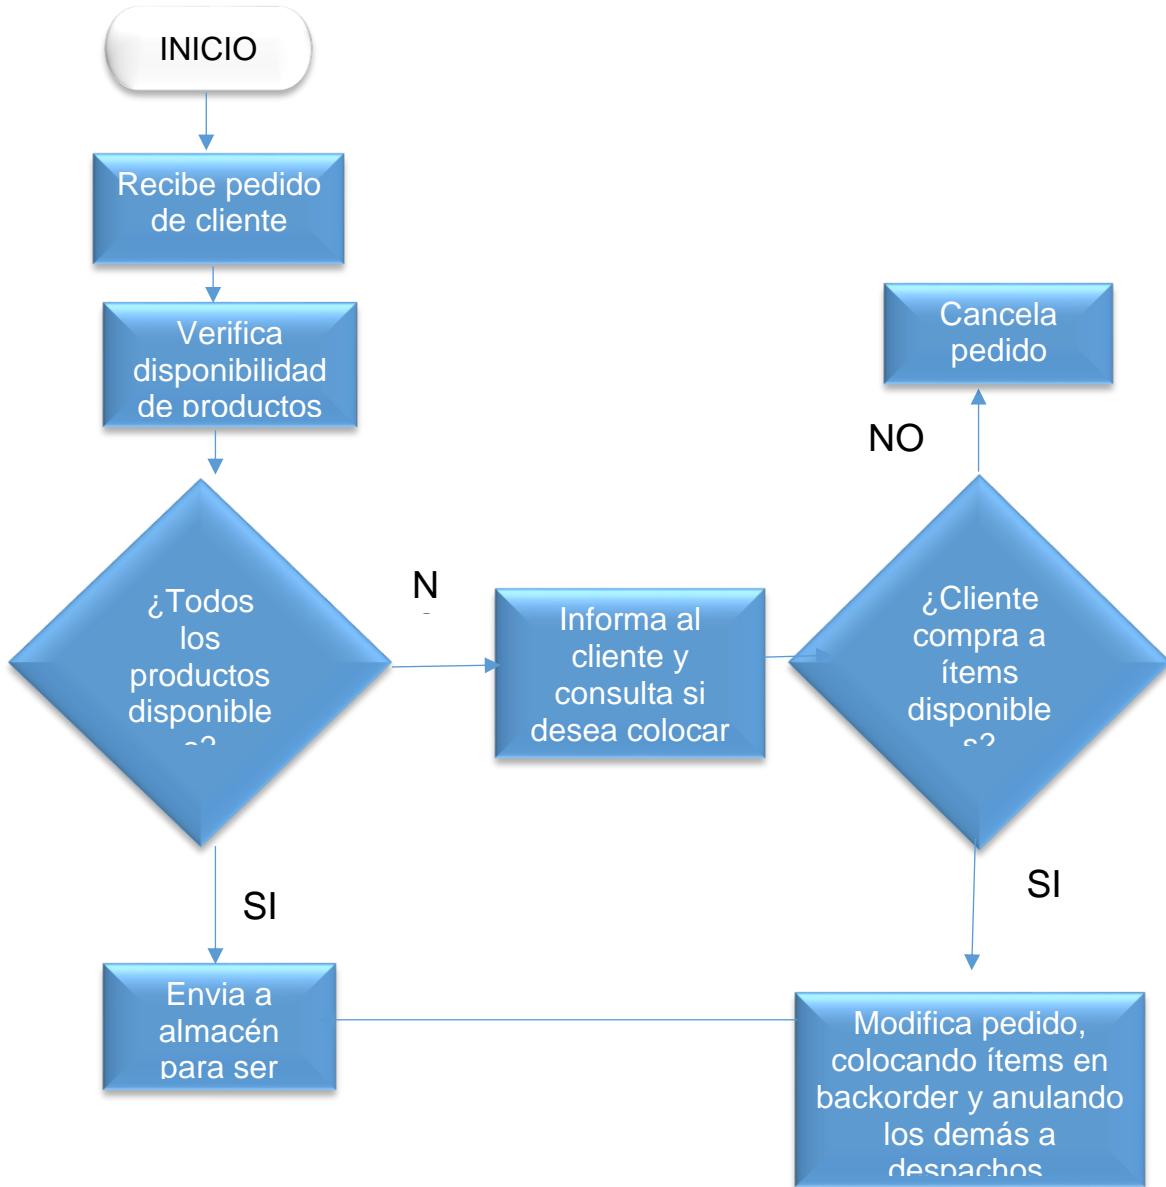 INICIO
Recibe pedido
de cliente
Verifica
disponibilidad
de productos
Cancela
pedido
NO
¿Todos
los
productos
disponible
s?
N
Informa al
cliente y
consulta si
desea colocar
¿Cliente
compra a
ítems
disponible
s?
SI
SI
Envia a
almacén
para ser
Modifica pedido,
colocando ítems en
backorder y anulando
los demás a
despachos